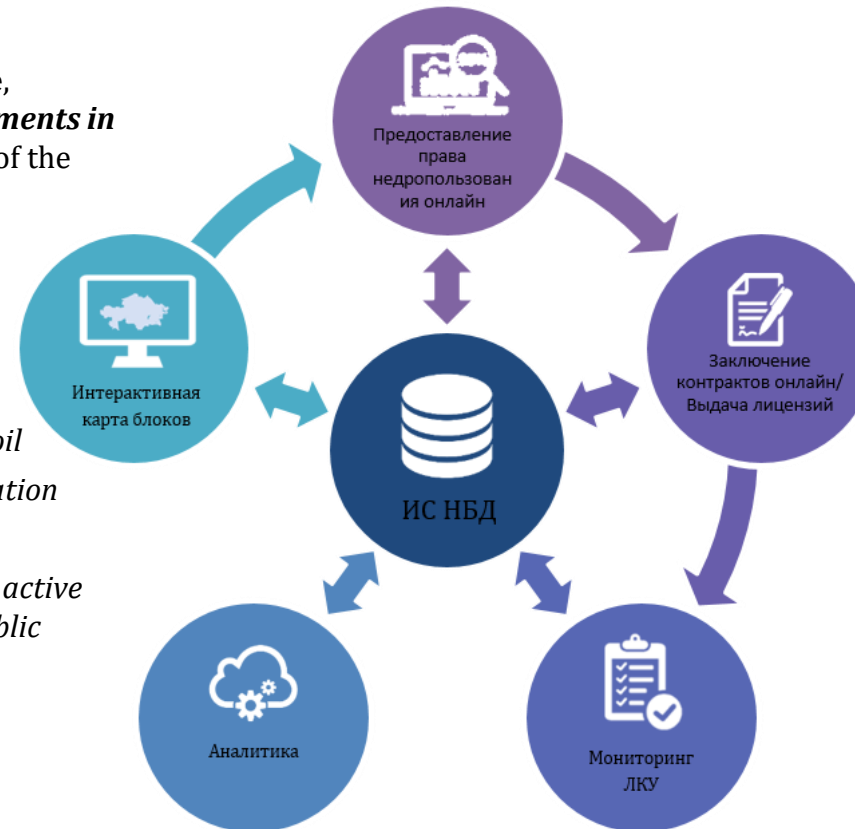 e,
ments in
of the
oil
ation
active
blic
Предоставление
права
недропользован
ия онлайн
Интерактивная
карта блоков
Заключение
контрактов онлайн/
Выдача лицензий
ИС НБД
Аналитика
Мониторинг
ЛКУ